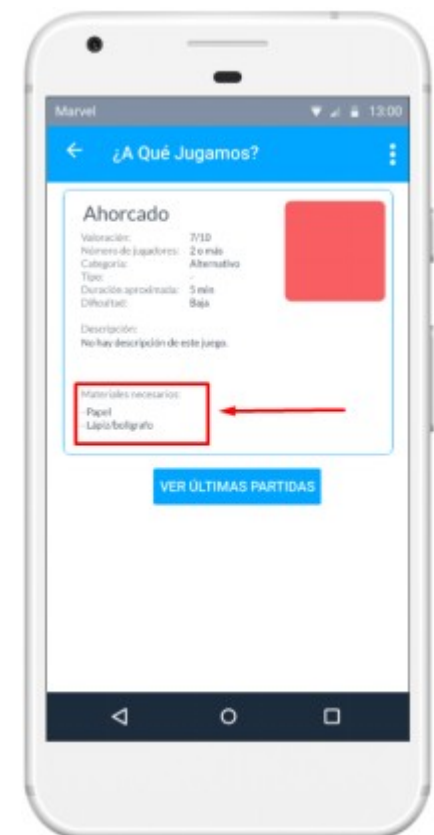 Marvel 13:00
¿A Qué Jugamos?
Ahorcado
Valoración: 7/10
Número de jugadores: 2 o más
Categoría: Alternativo
Tipo: -
Duración aproximada: 5 min
Dificultad: Baja
Descripción:
No hay descripción de este juego.
Materiales necesarios:
- Papel
- Lápiz/bolígrafo
VER ÚLTIMAS PARTIDAS